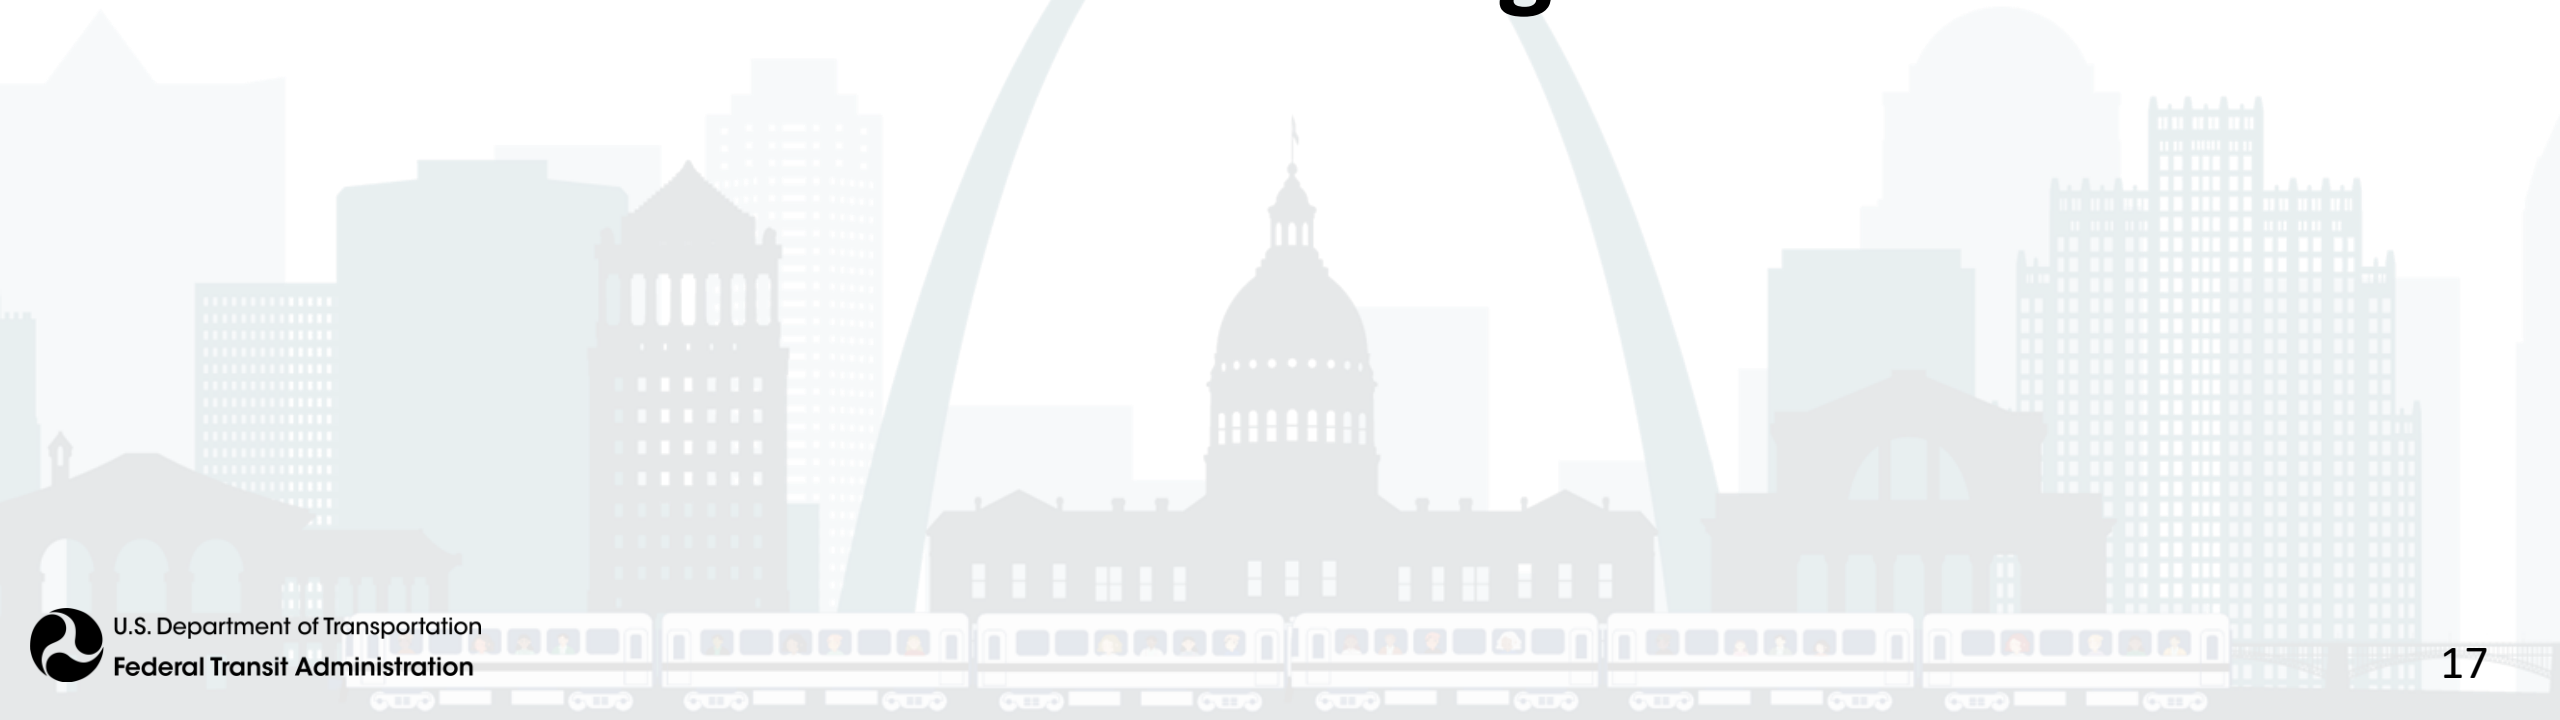 U.S. Department of Transportation
Federal Transit Administration
17